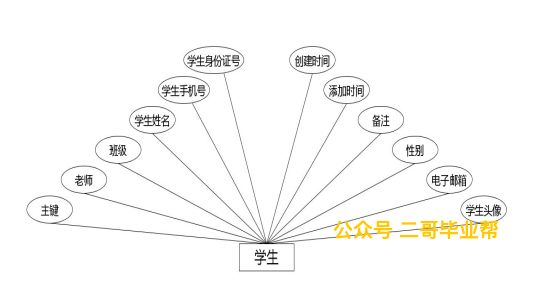 学生身份证号
创建时间
学生手机号
添加时间
学生姓名
备注
班级
性别
老师
电子邮箱
主键
学生头像
公众号 二哥毕业帮
学生